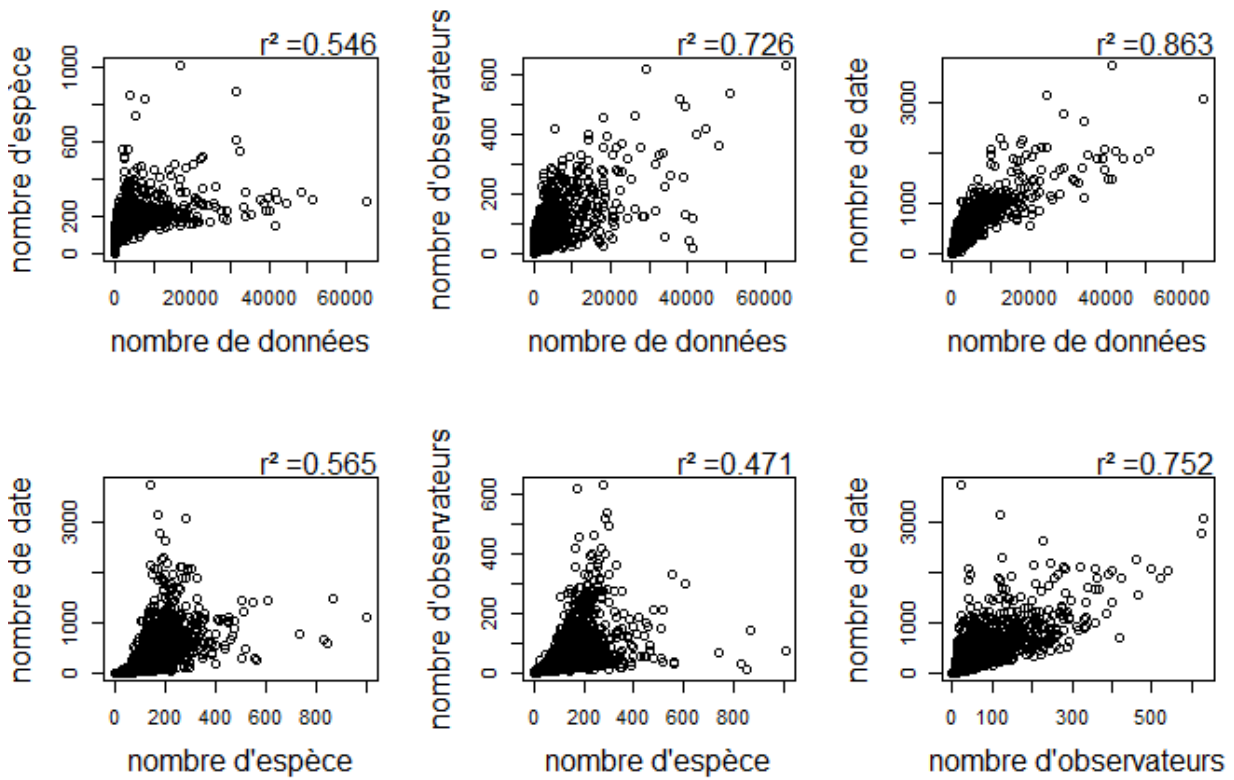 r² =0.546
nombre d'espèce
0 200 600 1000
0 20000 40000 60000
nombre de données
r² =0.726
nombre d'observateurs
0 200 400 600
0 20000 40000 60000
nombre de données
r² =0.863
nombre de date
0 1000 3000
0 20000 40000 60000
nombre de données
r² =0.565
nombre de date
0 1000 3000
0 200 400 600 800
nombre d'espèce
r² =0.471
nombre d'observateurs
0 200 400 600
0 200 400 600 800
nombre d'espèce
r² =0.752
nombre de date
0 1000 3000
0 100 300 500
nombre d'observateurs